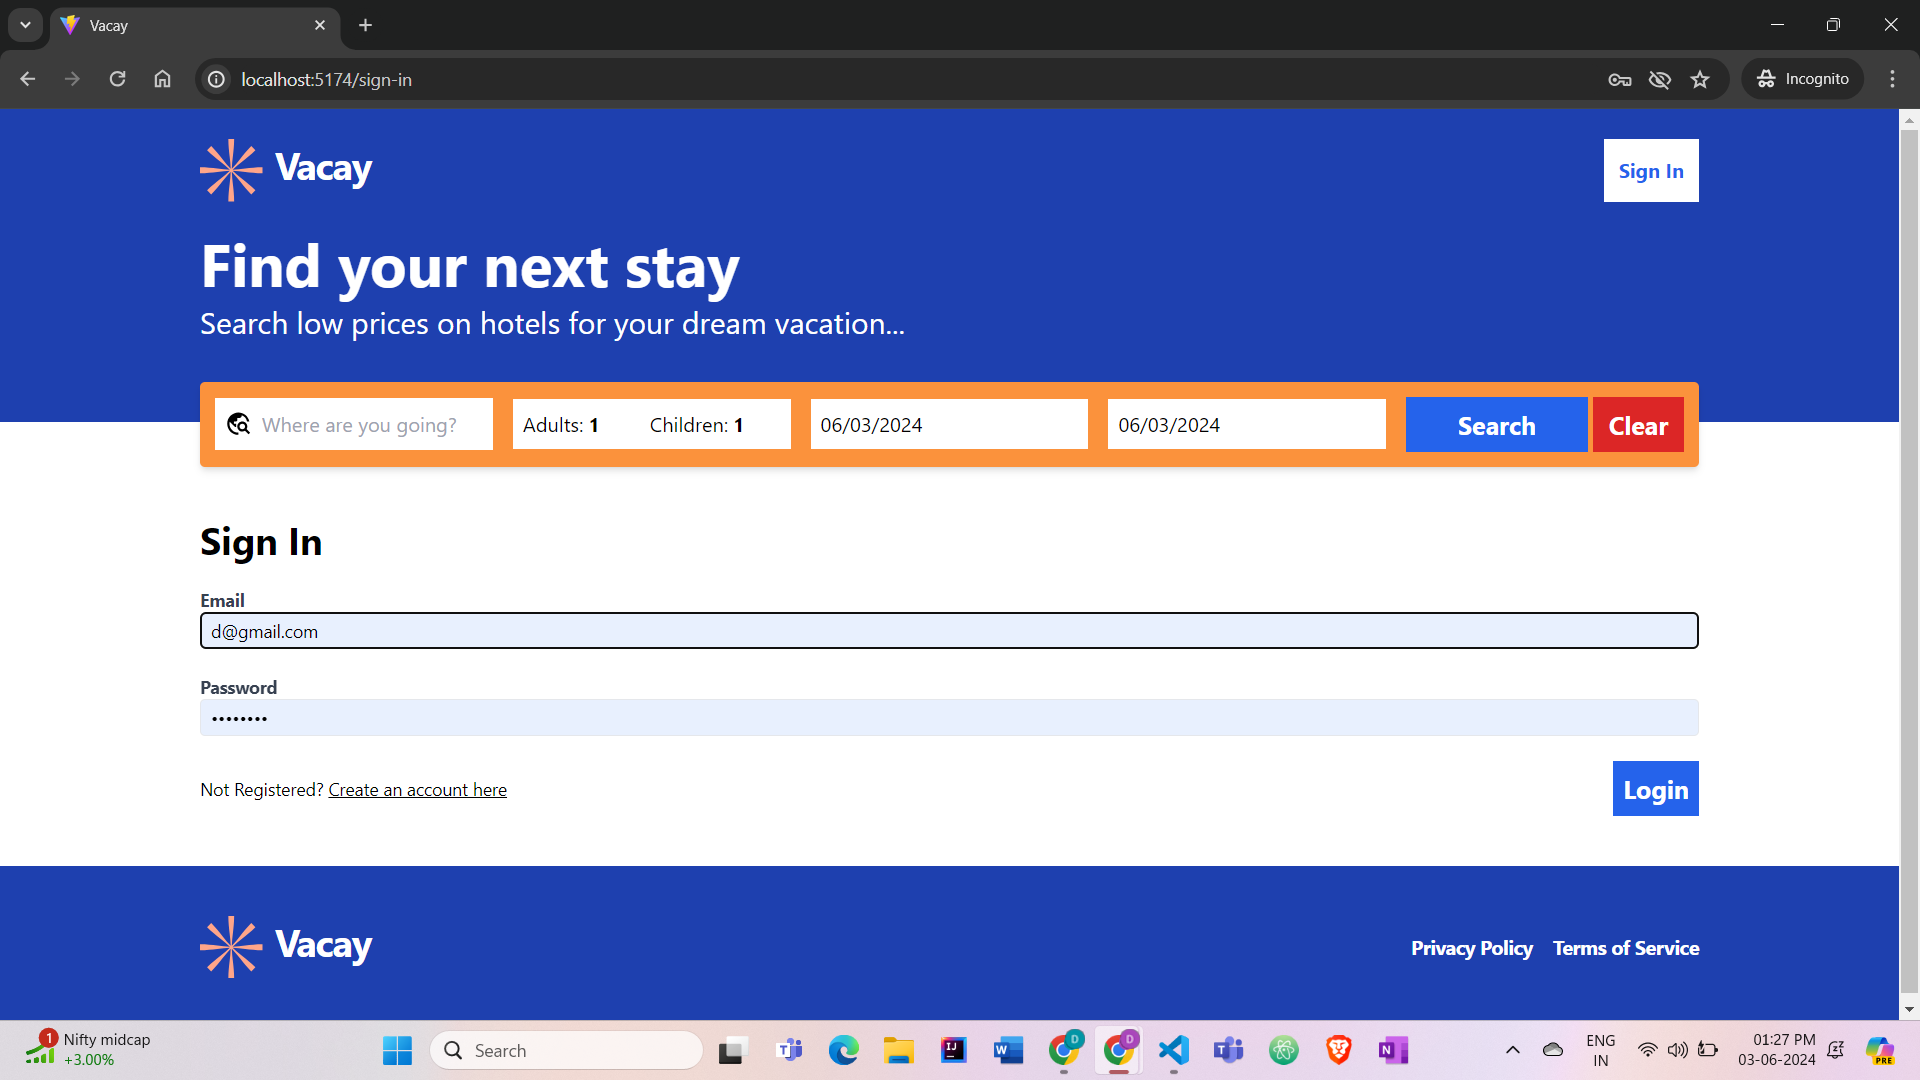 Vacay
localhost:5174/sign-in
Incognito
Vacay
Sign In
Find your next stay
Search low prices on hotels for your dream vacation...
Where are you going?
Adults: 1 Children: 1
06/03/2024
06/03/2024
Search
Clear
Sign In
Email
d@gmail.com
Password
••••••••
Not Registered? Create an account here
Login
Vacay
Privacy Policy Terms of Service
1
Nifty midcap
+3.00%
Search
T
IJ
W
D
D
T
N
ENG
IN
01:27 PM
03-06-2024
PRE